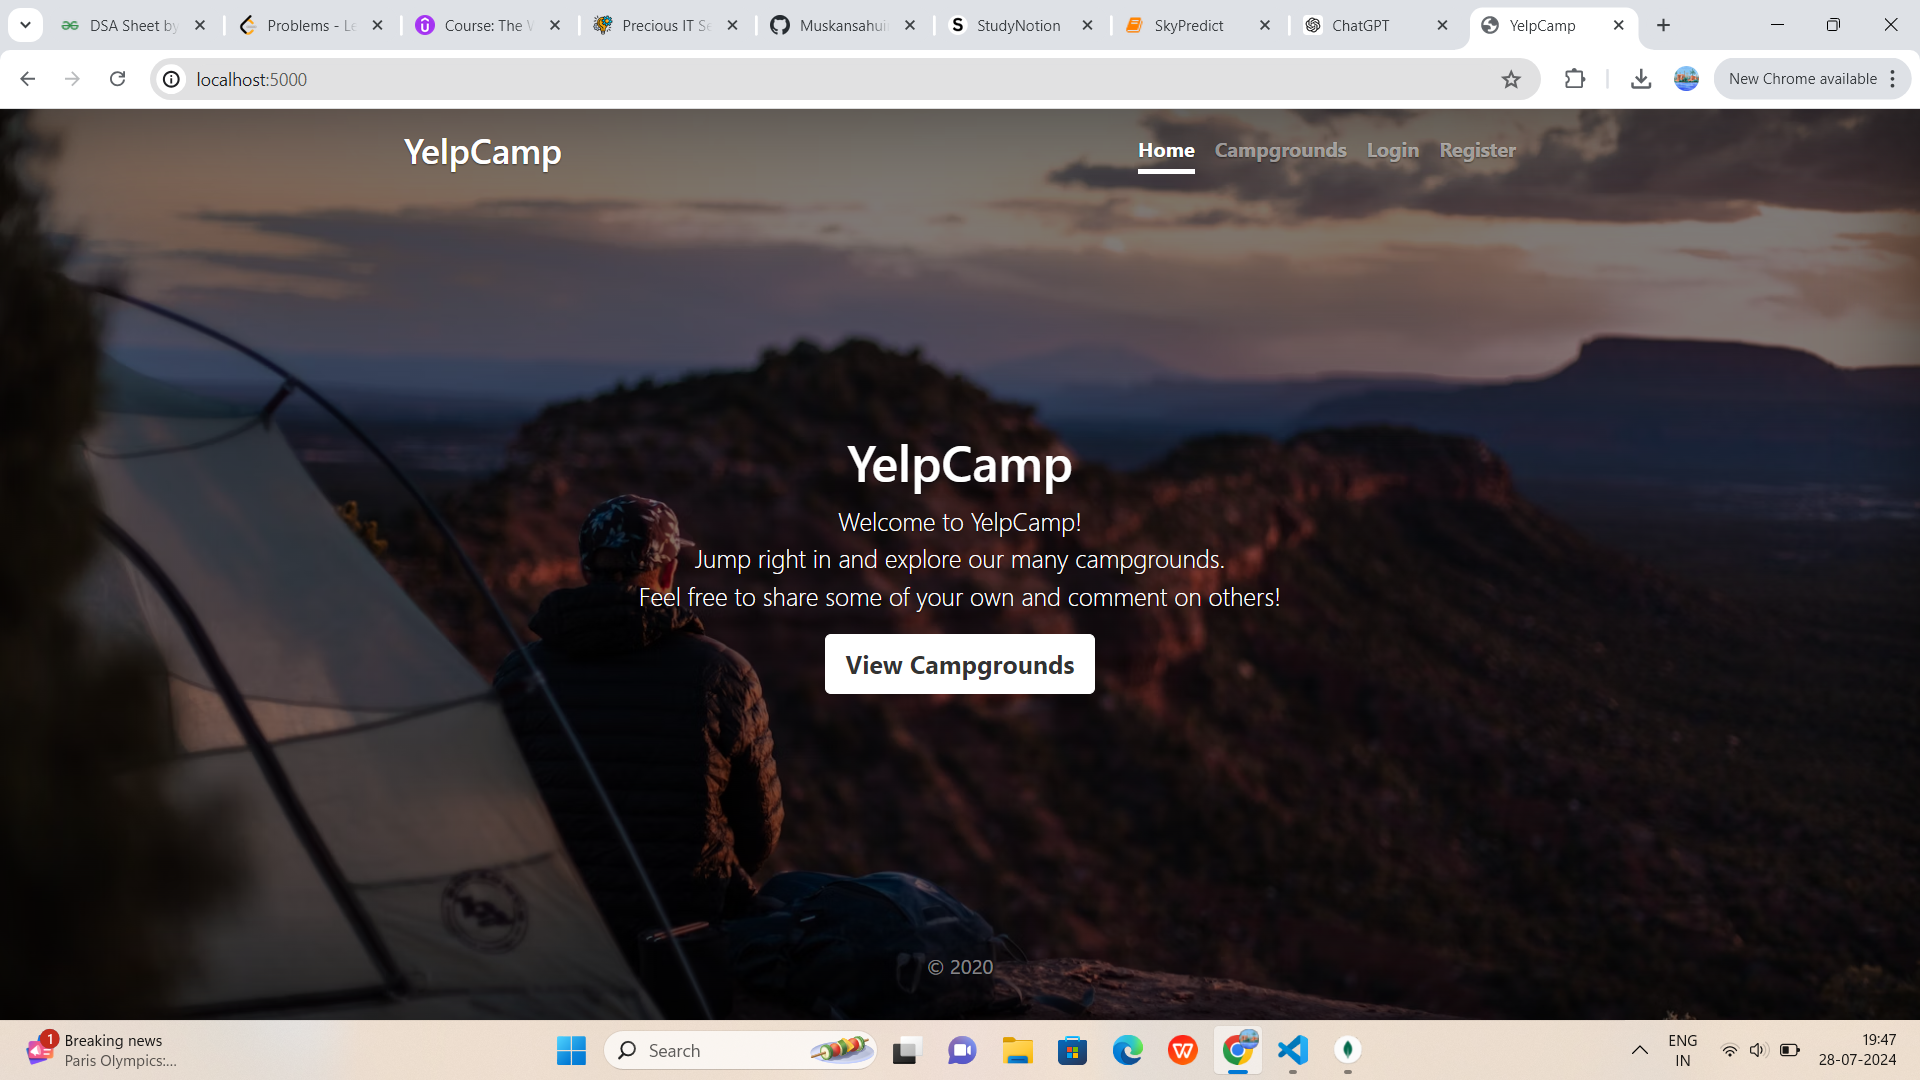 DSA Sheet by
Problems - Le
Course: The W
Precious IT Se
Muskansahuin
StudyNotion
SkyPredict
ChatGPT
YelpCamp
localhost:5000
New Chrome available
YelpCamp
Home
Campgrounds
Login
Register
YelpCamp
Welcome to YelpCamp!
Jump right in and explore our many campgrounds.
Feel free to share some of your own and comment on others!
View Campgrounds
© 2020
1
Breaking news
Paris Olympics:...
Search
ENG
IN
19:47
28-07-2024